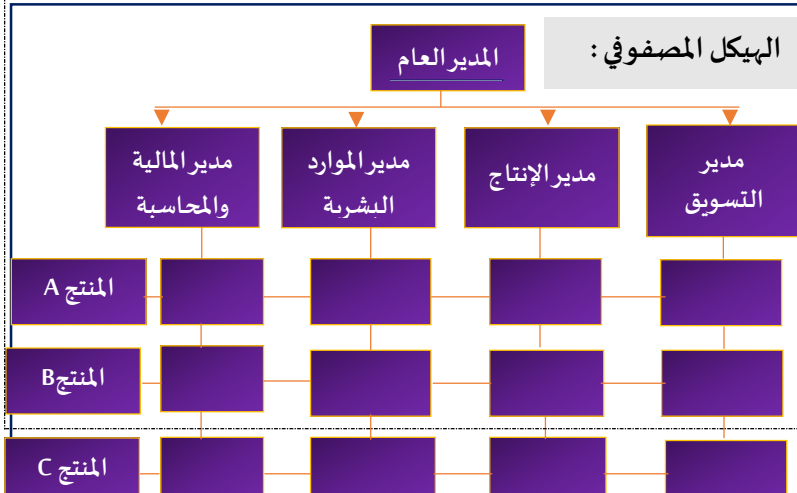 الهيكل المصفوفي :
المدير العام
مدير
التسويق
مدير الإنتاج
مدير الموارد
البشرية
مدير المالية
والمحاسبة
المنتج A
المنتجB
المنتج C